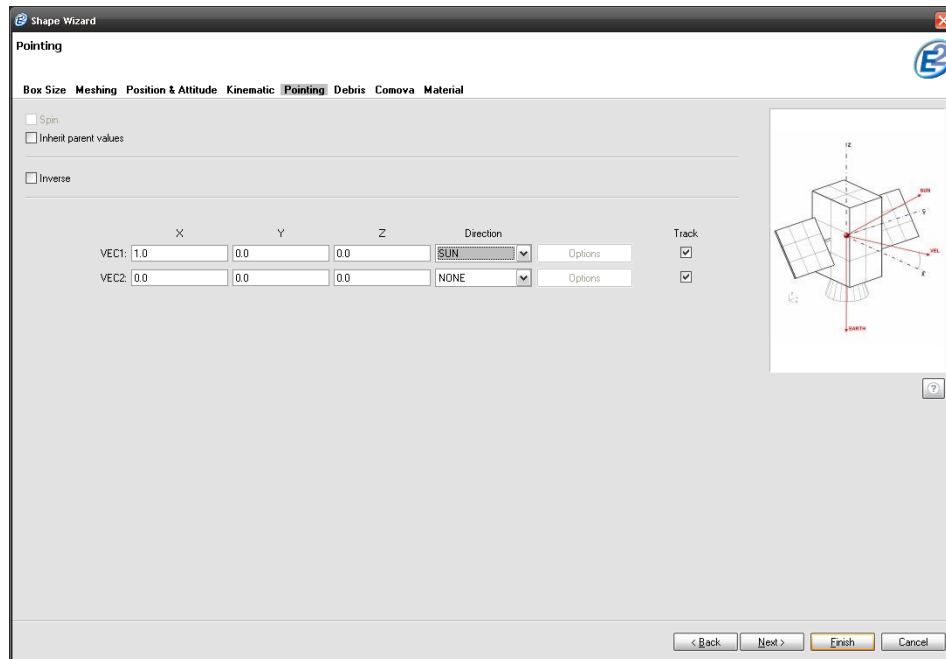 Shape Wizard
Pointing
E2
Box Size Meshing Position & Attitude Kinematic Pointing Debris Comova Material
Spin
Inherit parent values
Inverse
X Y Z Direction Track
VEC1: 1.0 0.0 0.0 SUN Options
VEC2: 0.0 0.0 0.0 NONE Options
Z
SUN
VEL
X
EARTH
?
< Back Next > Finish Cancel